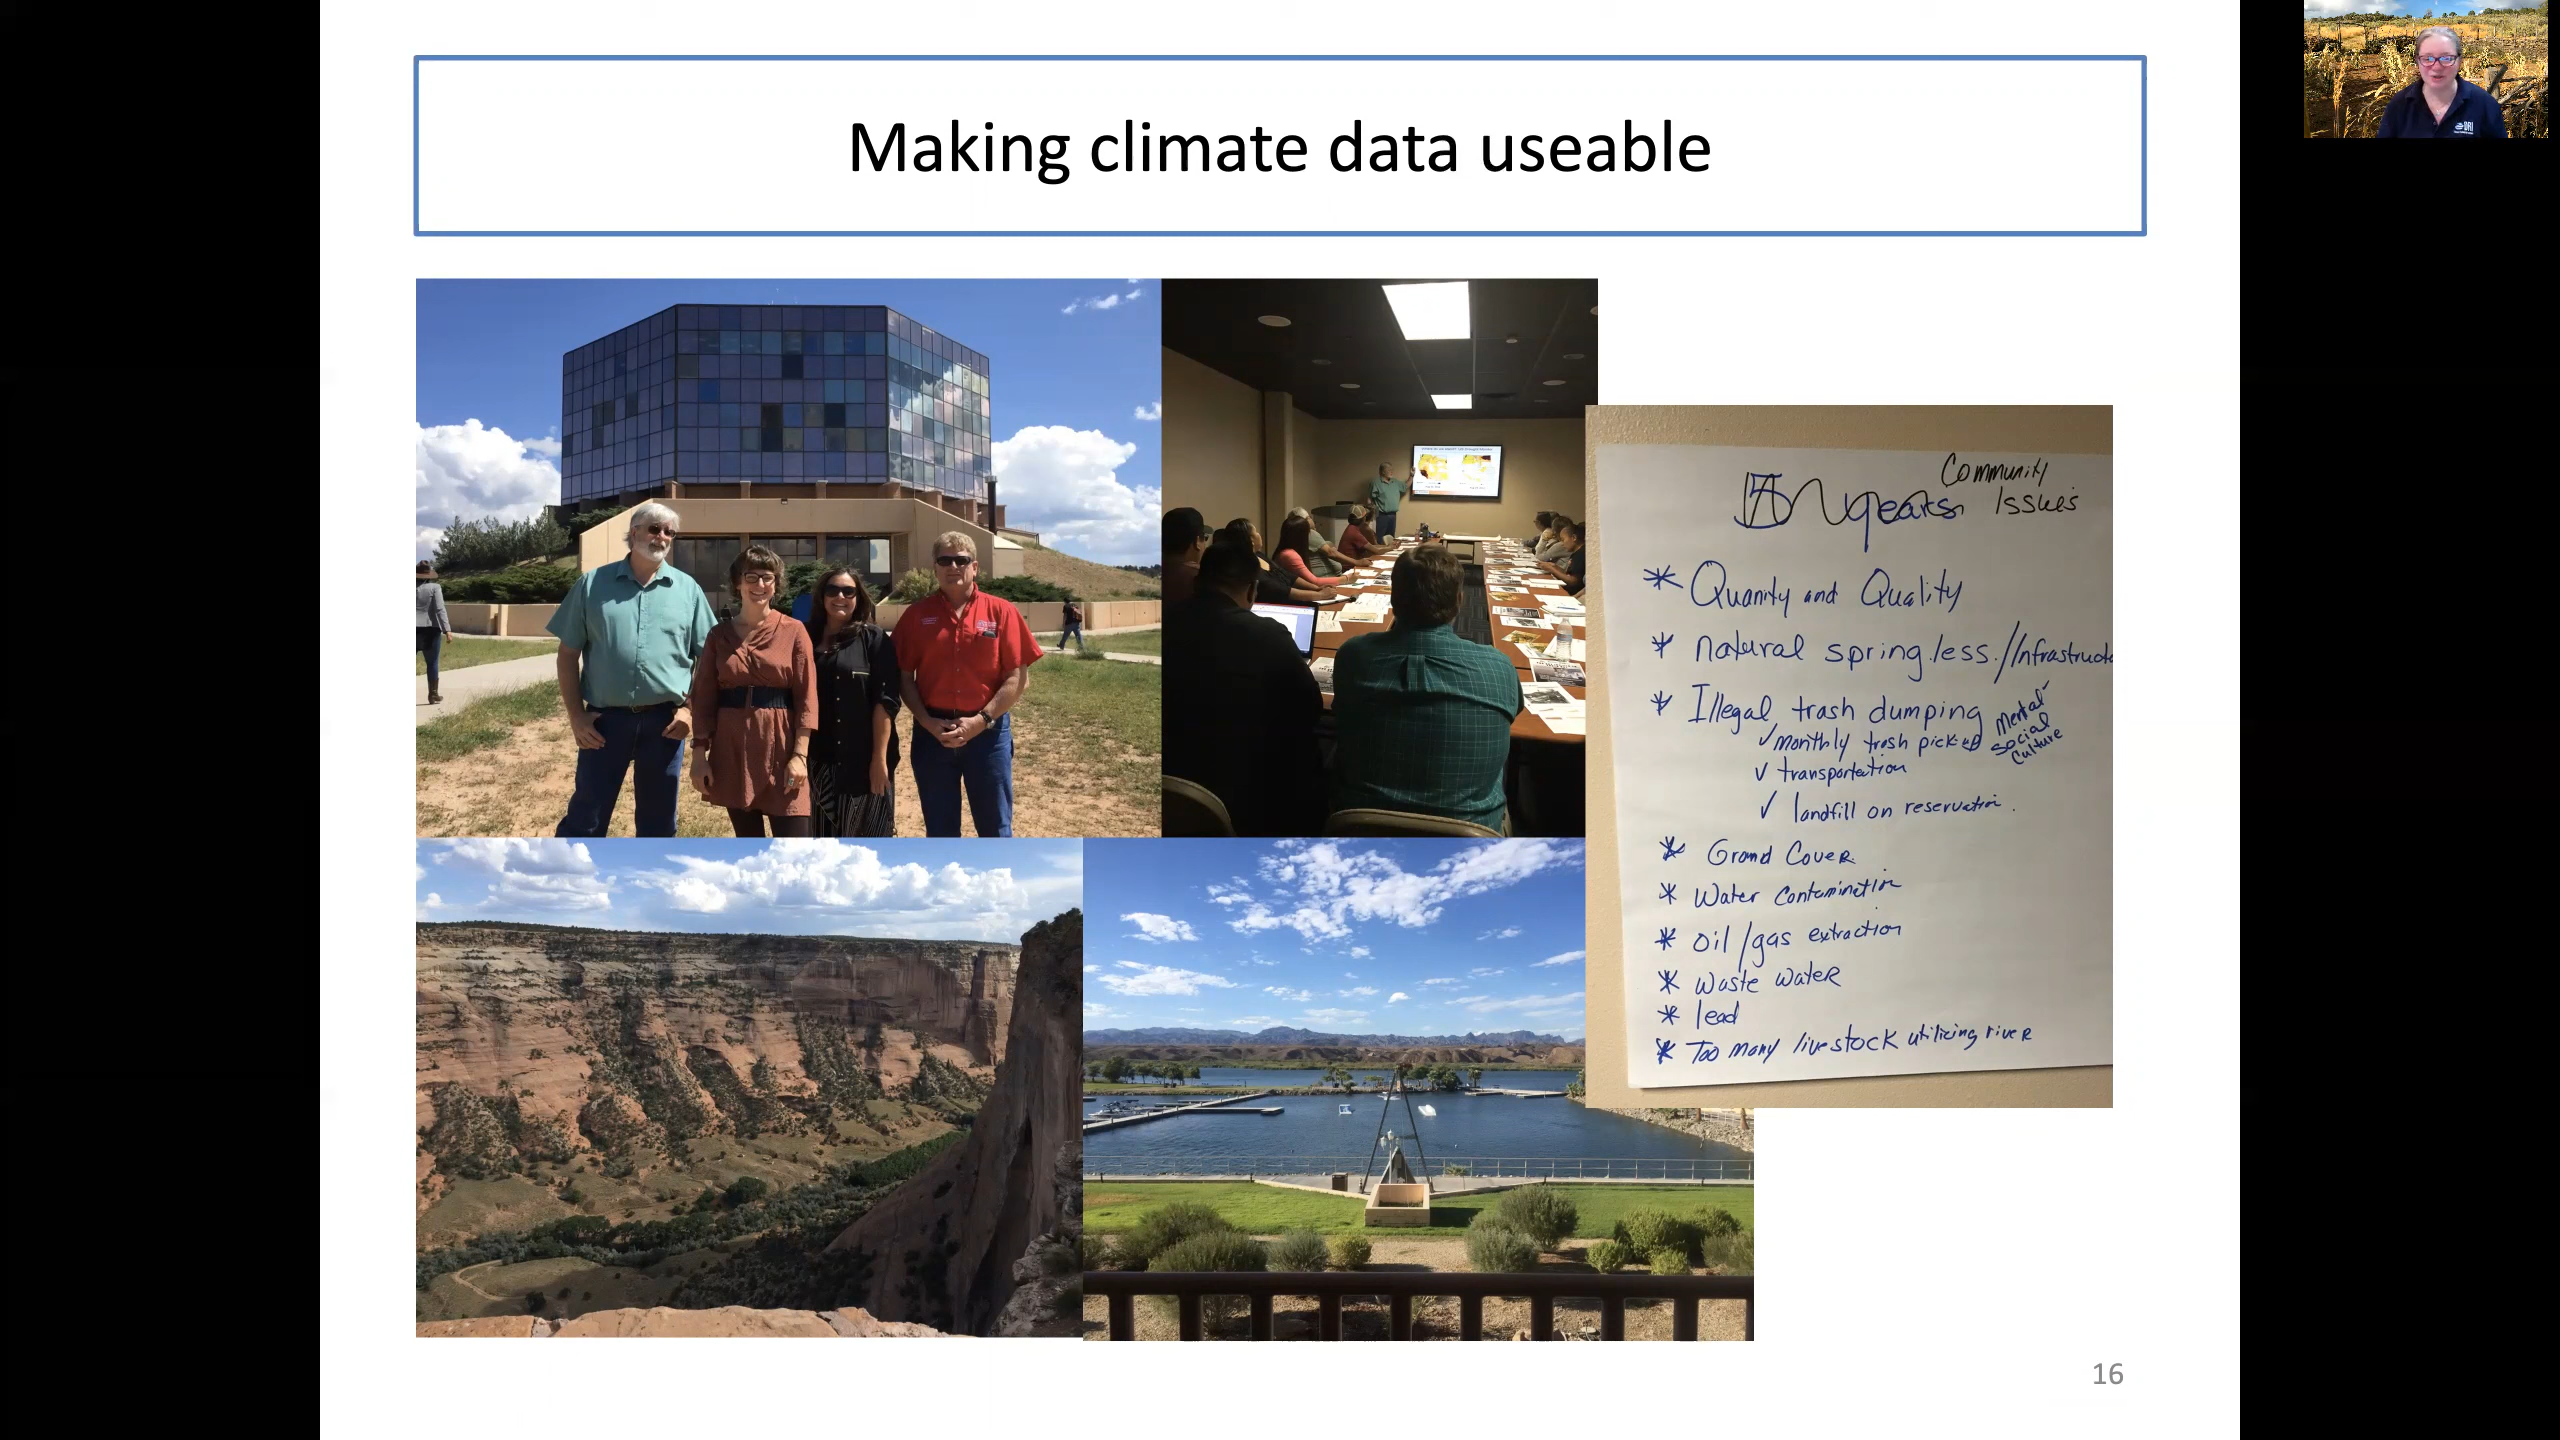 Making climate data useable
DRI
Community
years Issues
* Quanity and Quality
* natural spring less //Infrastruct
* Illegal trash dumping
✓ monthly trash pickup
Mental
Social
Culture
✓ transportation
✓ landfill on reservation.
* Grond Cover
* Water Contamination
* oil/gas extraction
* Waste Water
* lead
* Too Many livestock utilizing river
16